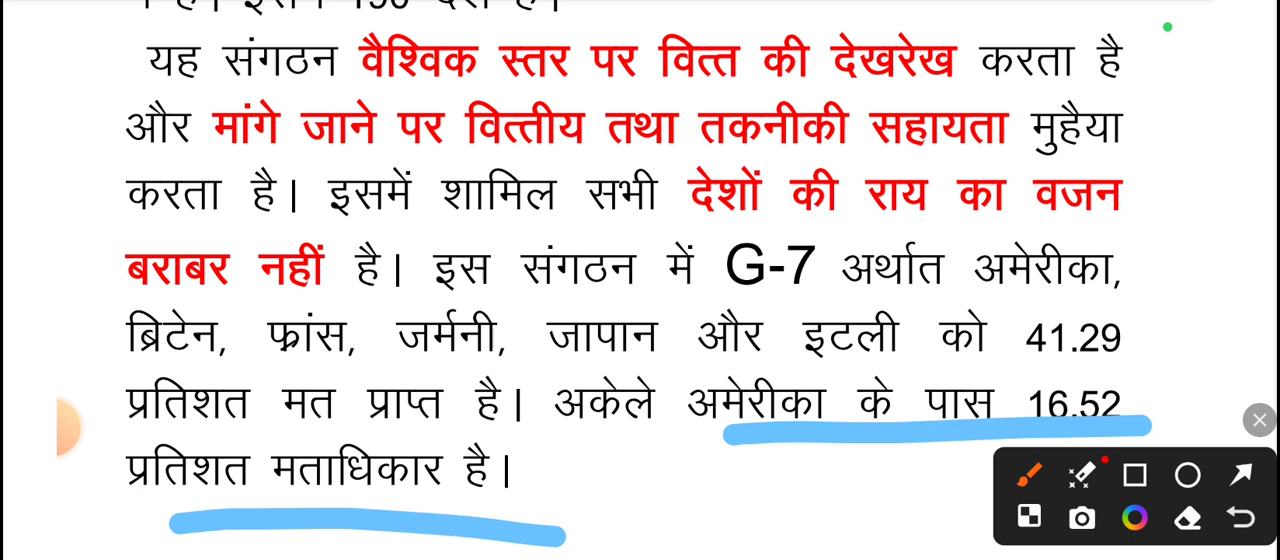 यह संगठन वैश्विक स्तर पर वित्त की देखरेख करता है
और मांगे जाने पर वित्तीय तथा तकनीकी सहायता मुहैया
करता है। इसमें शामिल सभी देशों की राय का वजन
बराबर नहीं है। इस संगठन में G-7 अर्थात अमेरीका,
ब्रिटेन, फ्रांस, जर्मनी, जापान और इटली को 41.29
प्रतिशत मत प्राप्त है। अकेले अमेरीका के पास 16.52
प्रतिशत मताधिकार है।